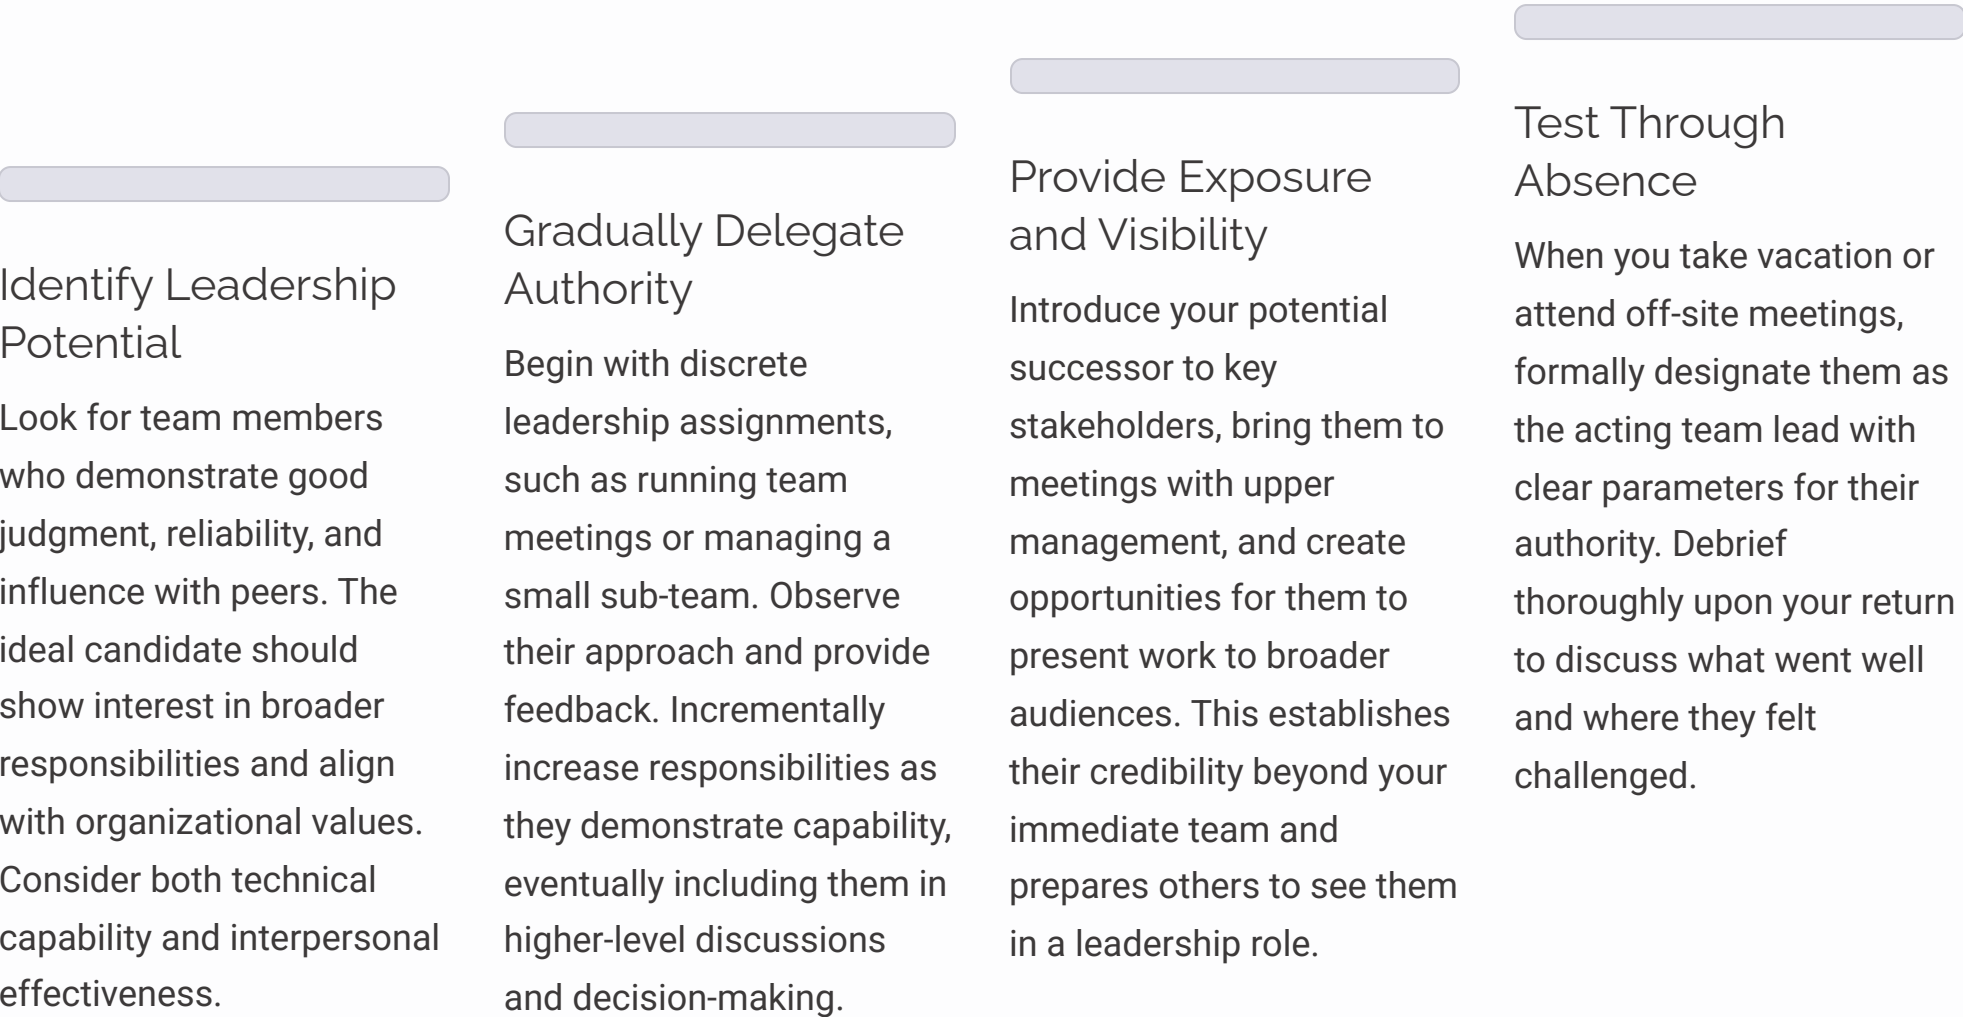 Identify Leadership
Potential
Look for team members
who demonstrate good
judgment, reliability, and
influence with peers. The
ideal candidate should
show interest in broader
responsibilities and align
with organizational values.
Consider both technical
capability and interpersonal
effectiveness.
Gradually Delegate
Authority
Begin with discrete
leadership assignments,
such as running team
meetings or managing a
small sub-team. Observe
their approach and provide
feedback. Incrementally
increase responsibilities as
they demonstrate capability,
eventually including them in
higher-level discussions
and decision-making.
Provide Exposure
and Visibility
Introduce your potential
successor to key
stakeholders, bring them to
meetings with upper
management, and create
opportunities for them to
present work to broader
audiences. This establishes
their credibility beyond your
immediate team and
prepares others to see them
in a leadership role.
Test Through
Absence
When you take vacation or
attend off-site meetings,
formally designate them as
the acting team lead with
clear parameters for their
authority. Debrief
thoroughly upon your return
to discuss what went well
and where they felt
challenged.